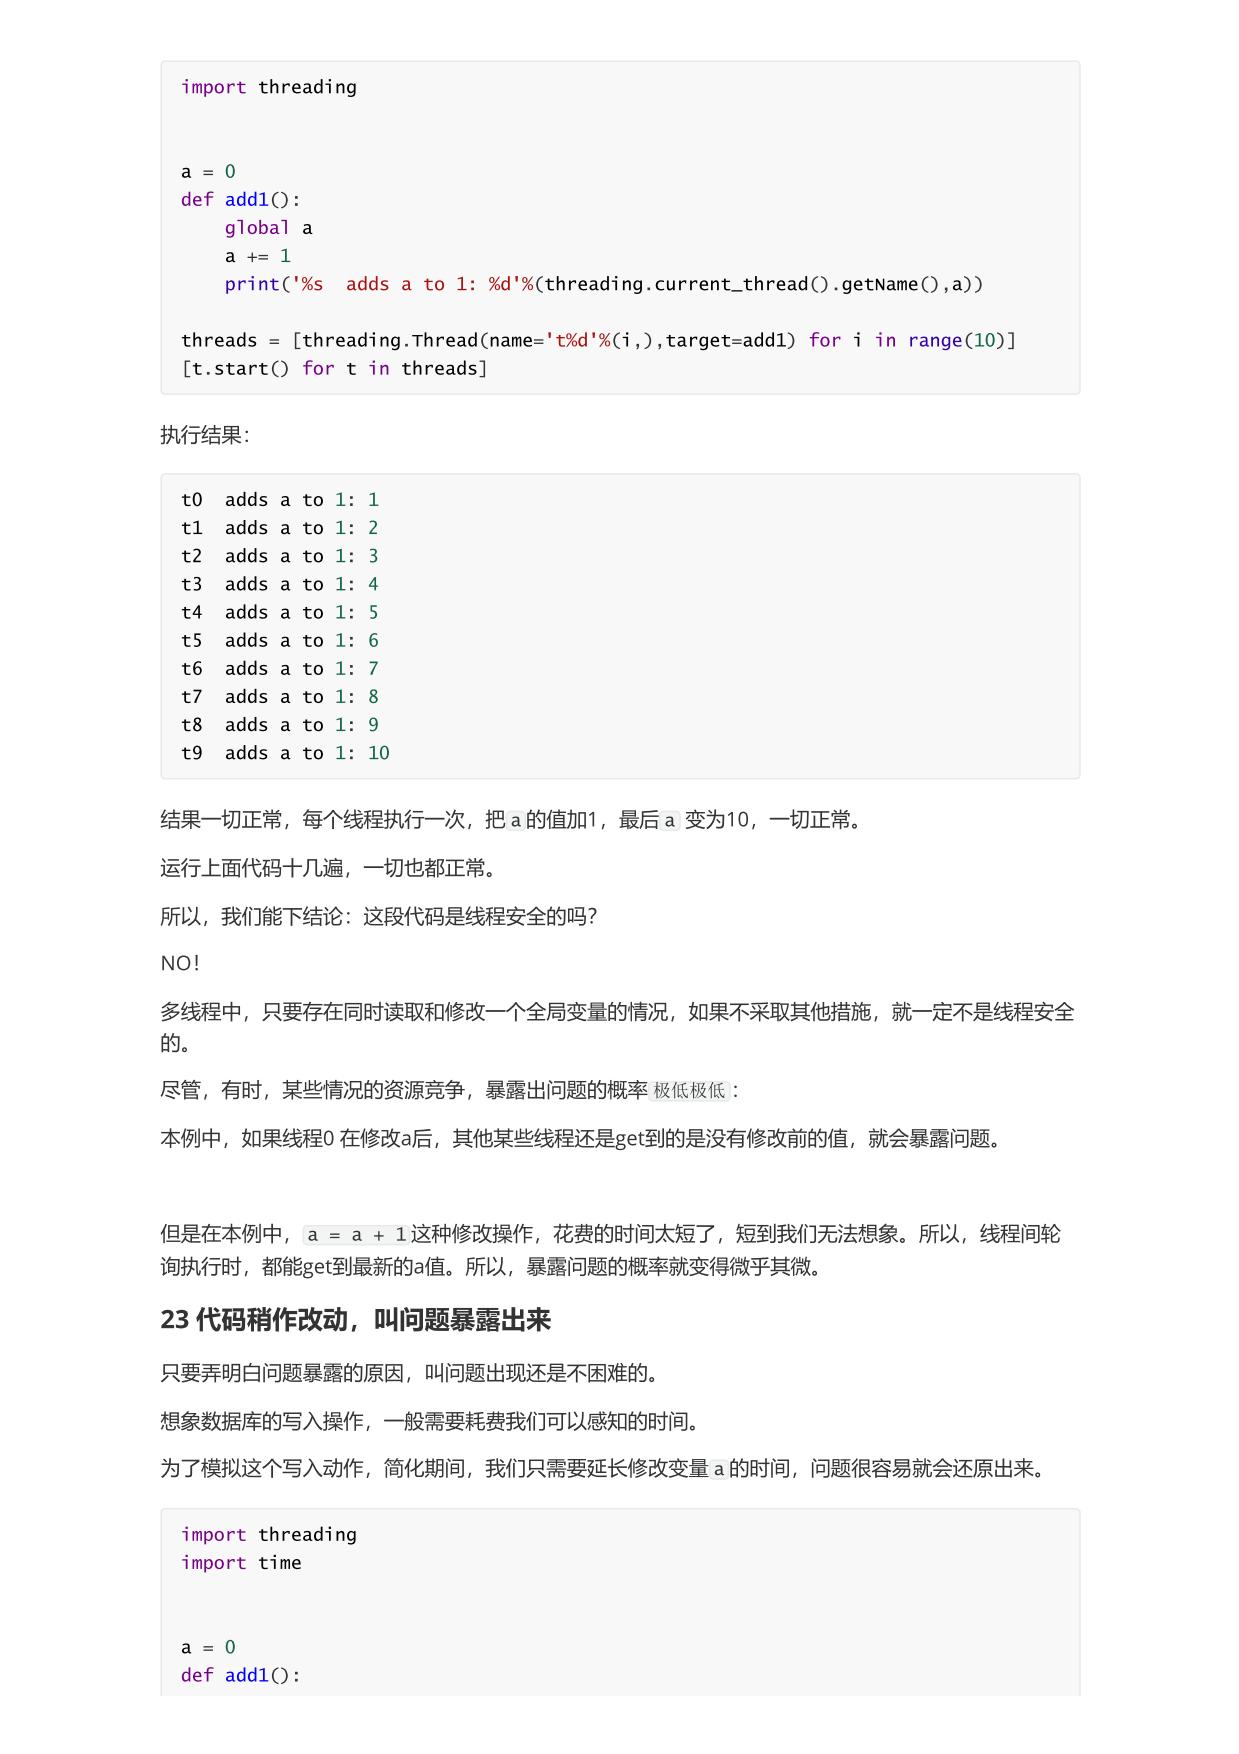 import threading
a = 0
def add1():
    global a
    a += 1
    print('%s  adds a to 1: %d'%(threading.current_thread().getName(),a))
threads = [threading.Thread(name='t%d'%(i,),target=add1) for i in range(10)]
[t.start() for t in threads]
执行结果：
t0  adds a to 1: 1
t1  adds a to 1: 2
t2  adds a to 1: 3
t3  adds a to 1: 4
t4  adds a to 1: 5
t5  adds a to 1: 6
t6  adds a to 1: 7
t7  adds a to 1: 8
t8  adds a to 1: 9
t9  adds a to 1: 10
结果一切正常，每个线程执行一次，把a的值加1，最后a 变为10，一切正常。
运行上面代码十几遍，一切也都正常。
所以，我们能下结论：这段代码是线程安全的吗？
NO！
多线程中，只要存在同时读取和修改一个全局变量的情况，如果不采取其他措施，就一定不是线程安全
的。
尽管，有时，某些情况的资源竞争，暴露出问题的概率极低极低：
本例中，如果线程0 在修改a后，其他某些线程还是get到的是没有修改前的值，就会暴露问题。
但是在本例中，a = a + 1这种修改操作，花费的时间太短了，短到我们无法想象。所以，线程间轮
询执行时，都能get到最新的a值。所以，暴露问题的概率就变得微乎其微。
23 代码稍作改动，叫问题暴露出来
只要弄明白问题暴露的原因，叫问题出现还是不困难的。
想象数据库的写入操作，一般需要耗费我们可以感知的时间。
为了模拟这个写入动作，简化期间，我们只需要延长修改变量a的时间，问题很容易就会还原出来。
import threading
import time
a = 0
def add1():